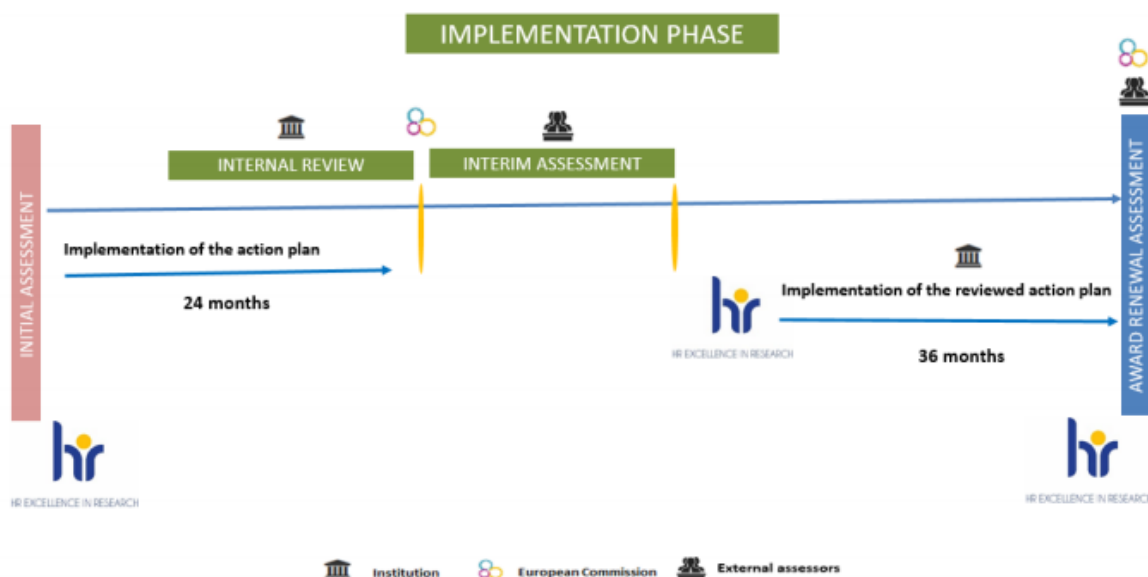 IMPLEMENTATION PHASE
INTERNAL REVIEW
INTERIM ASSESSMENT
INITIAL ASSESSMENT
Implementation of the action plan
24 months
hr
HR EXCELLENCE IN RESEARCH
Implementation of the reviewed action plan
36 months
AWARD RENEWAL ASSESSMENT
hr
HR EXCELLENCE IN RESEARCH
hr
HR EXCELLENCE IN RESEARCH
Institution
European Commission
External assessors